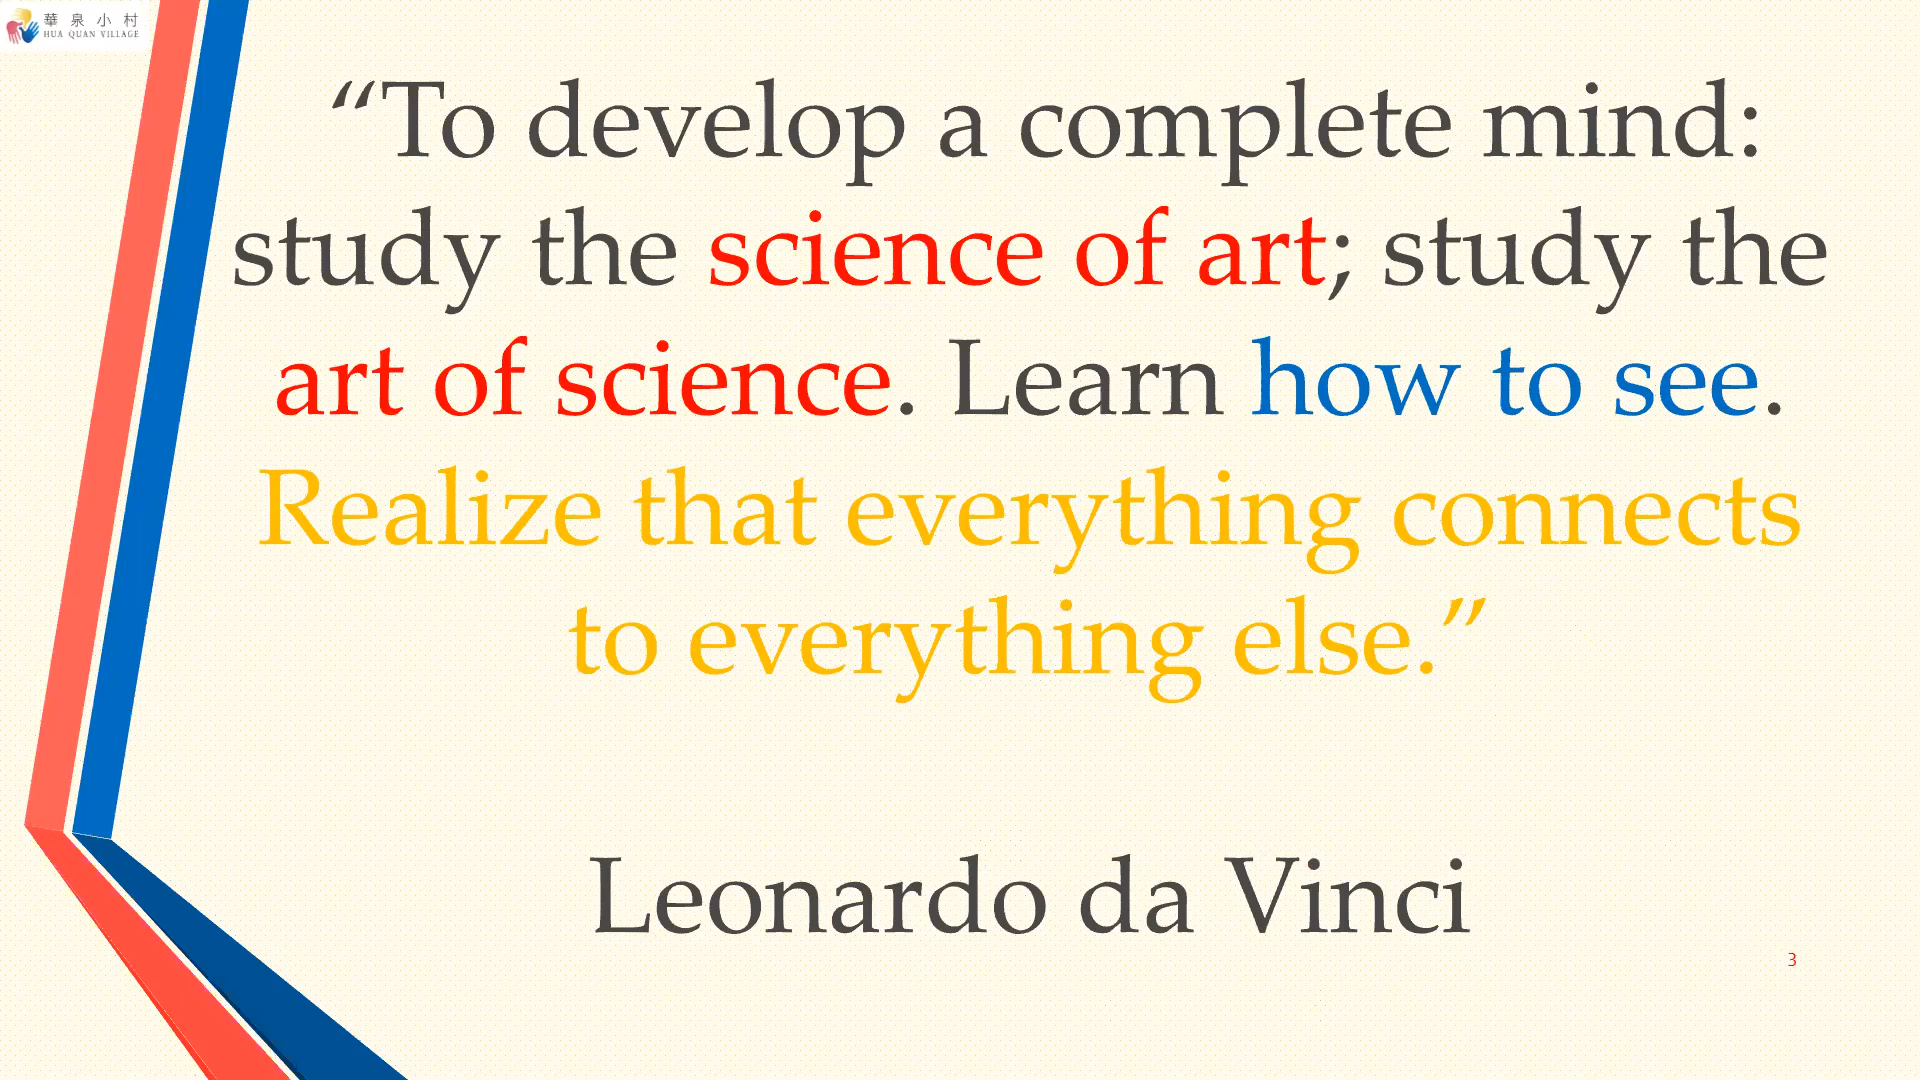 華泉小村
HUA QUAN VILLAGE
“To develop a complete mind:
study the science of art; study the
art of science. Learn how to see.
Realize that everything connects
to everything else.”
Leonardo da Vinci
3